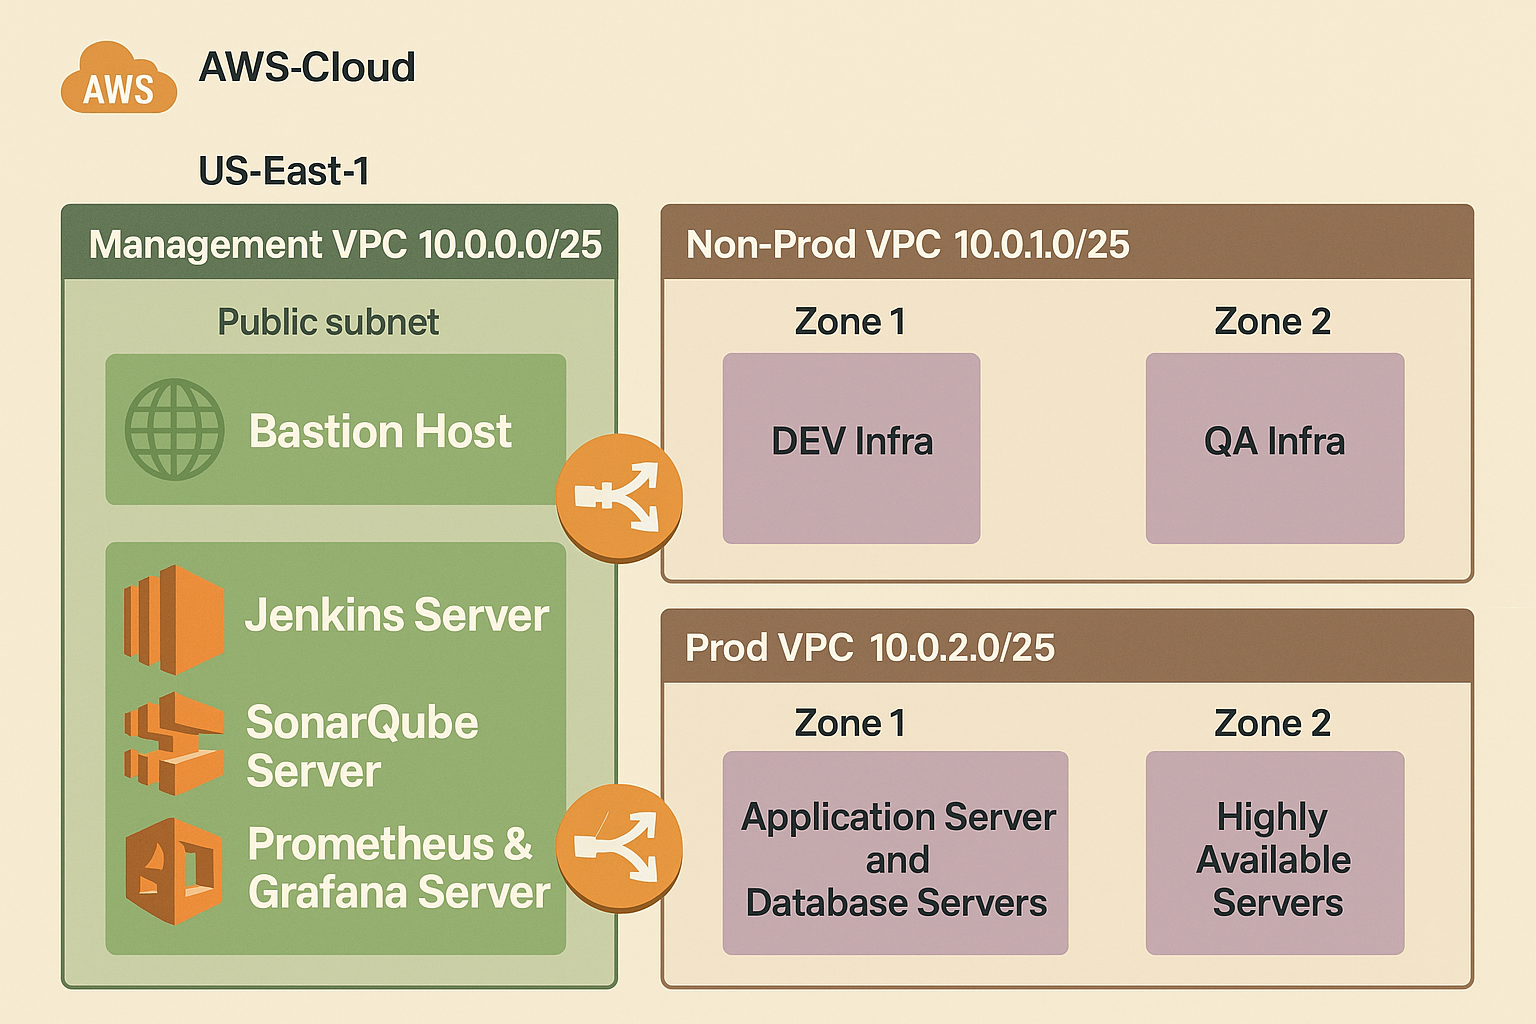 AWS
AWS-Cloud
US-East-1
Management VPC 10.0.0.0/25
Public subnet
Bastion Host
Jenkins Server
SonarQube
Server
Prometheus &
Grafana Server
Non-Prod VPC 10.0.1.0/25
Zone 1
DEV Infra
Zone 2
QA Infra
Prod VPC 10.0.2.0/25
Zone 1
Application Server
and
Database Servers
Zone 2
Highly
Available
Servers